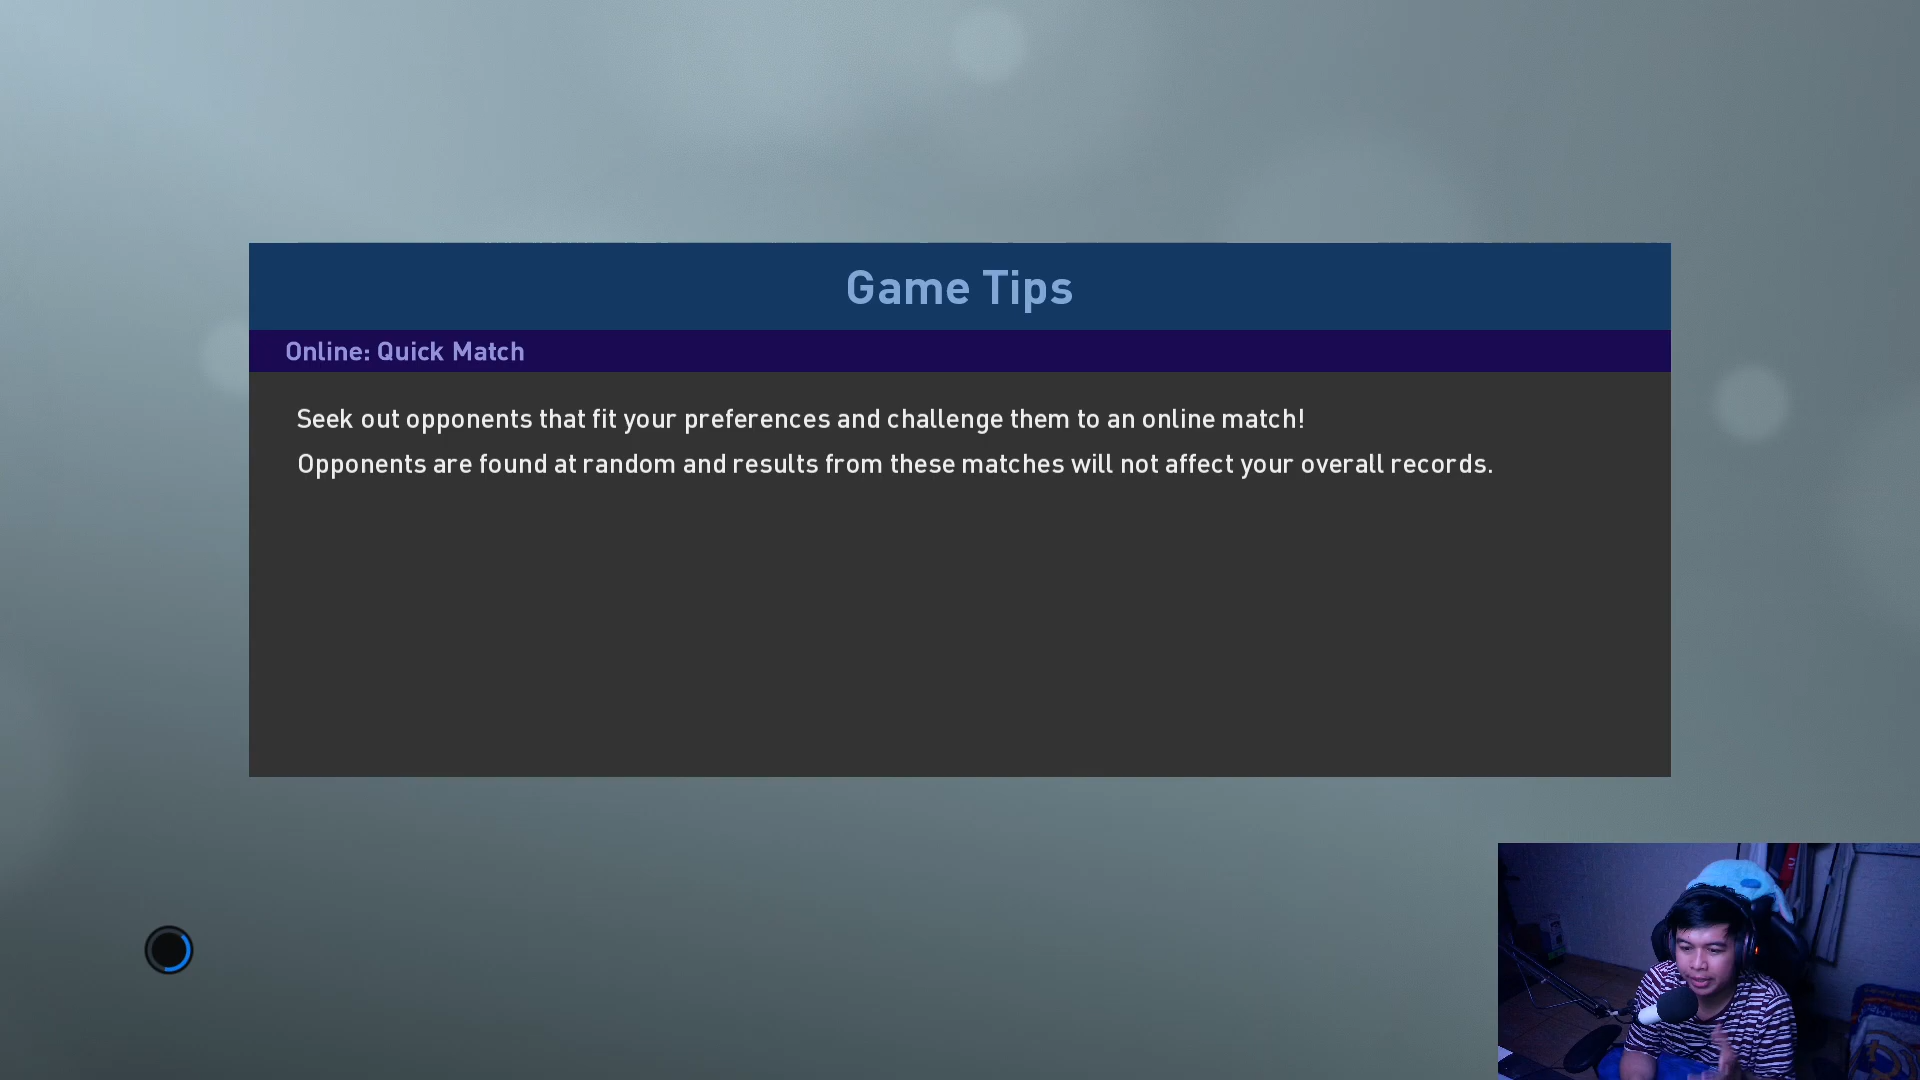 Game Tips
Online: Quick Match
Seek out opponents that fit your preferences and challenge them to an online match!
Opponents are found at random and results from these matches will not affect your overall records.